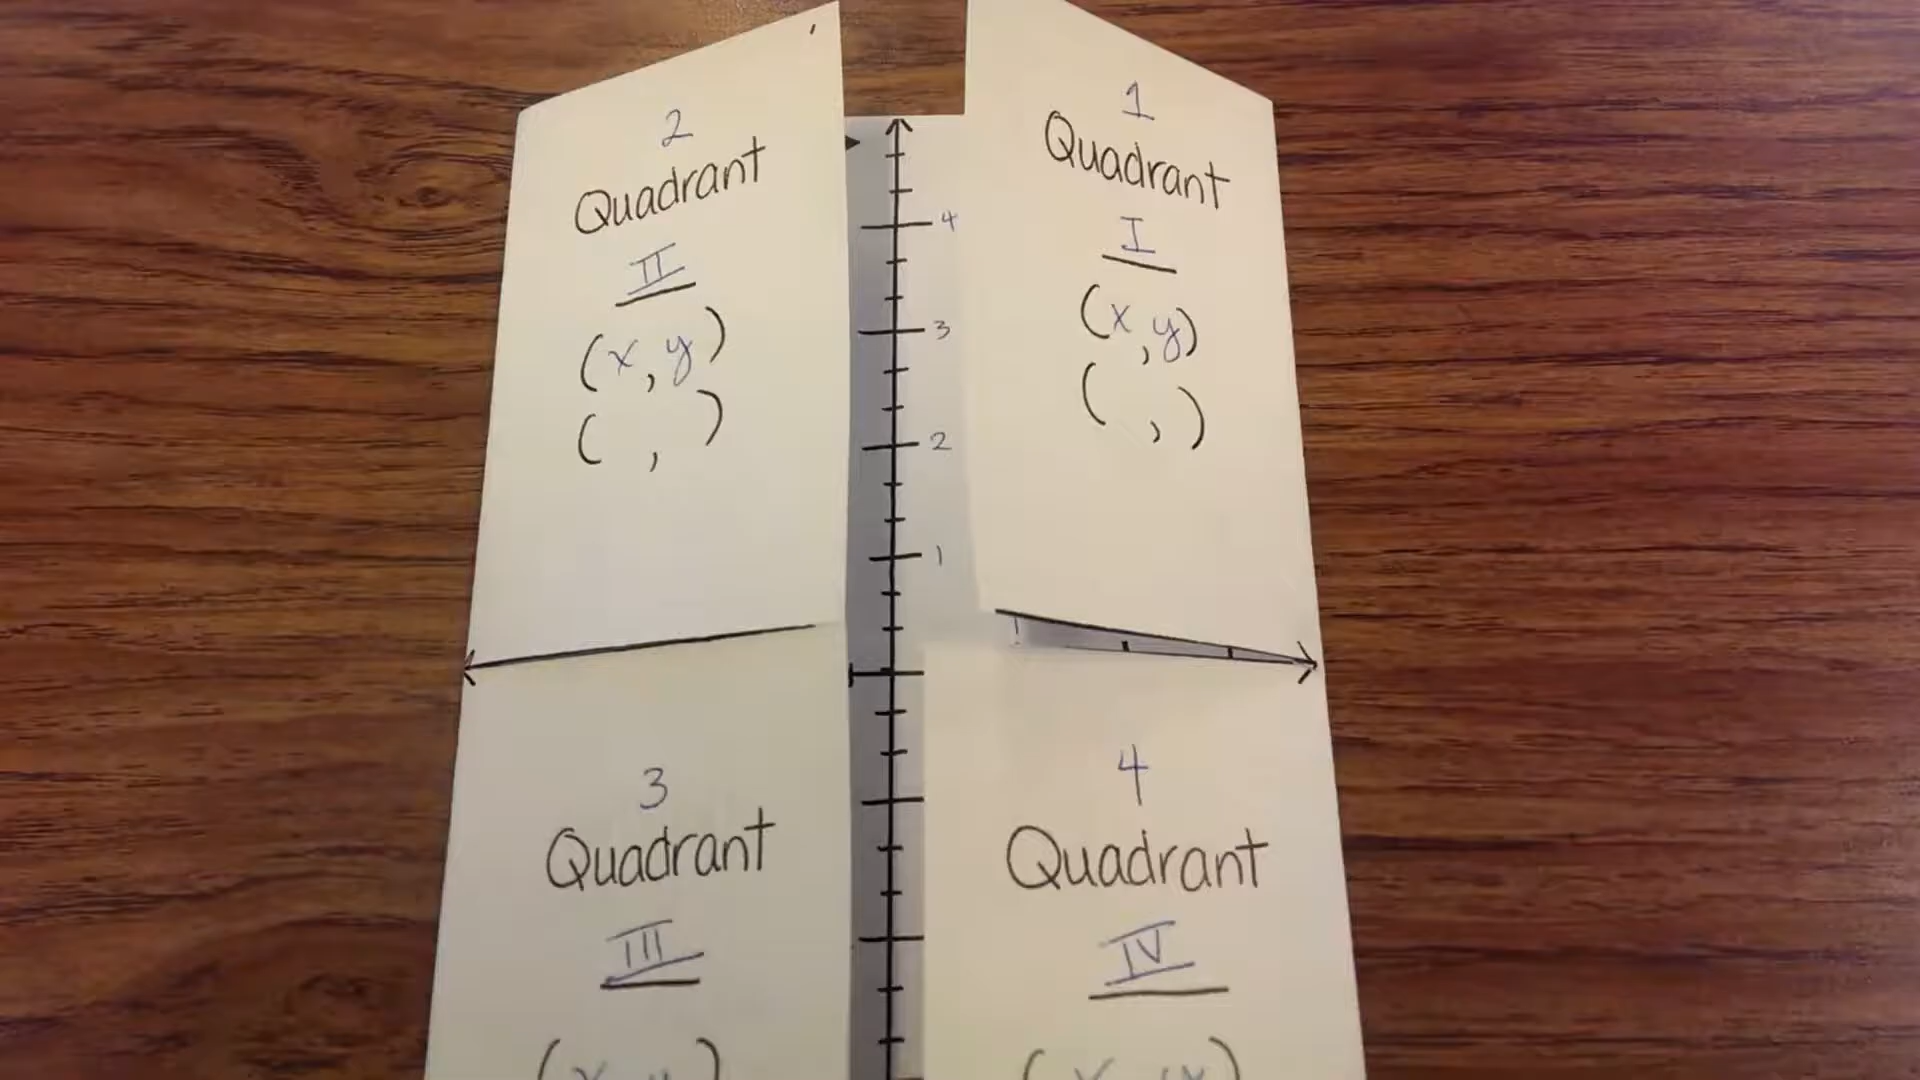 2
Quadrant
II
(x, y)
( , )
1
Quadrant
I
(x, y)
( , )
4
3
2
1
3
Quadrant
III
(x, y)
4
Quadrant
IV
(x, y)